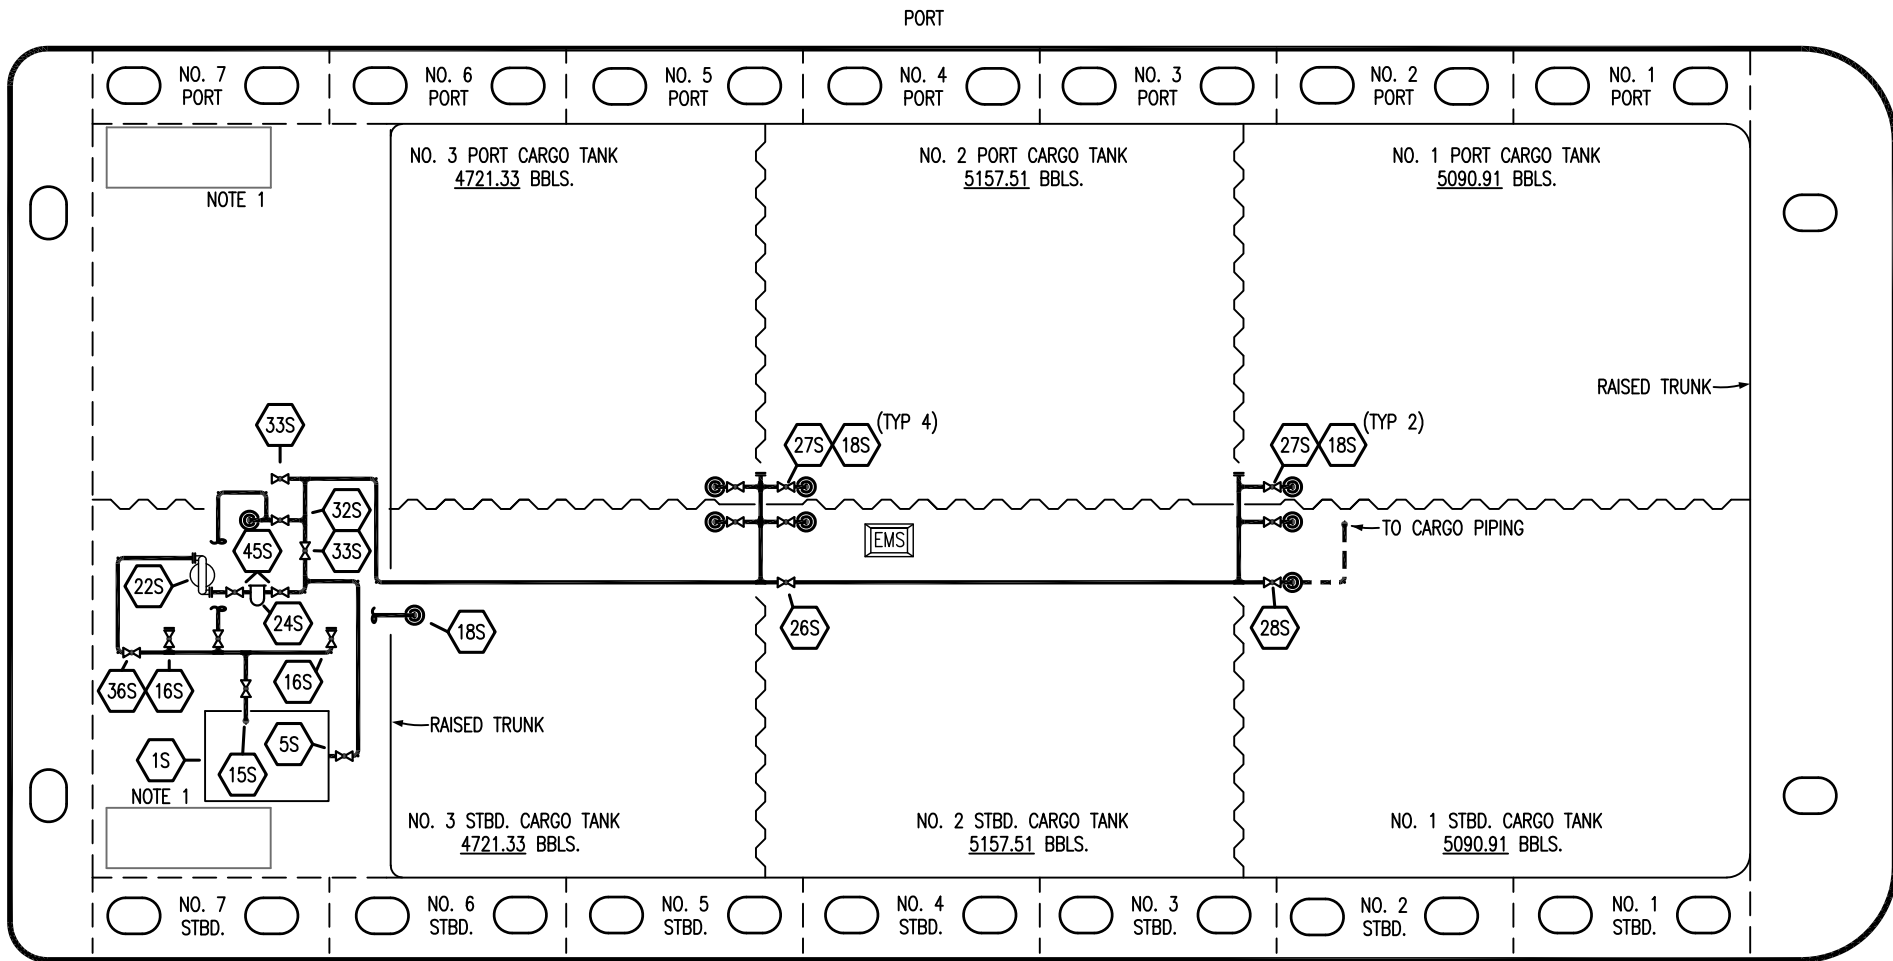 PORT
NO. 7
PORT
NO. 6
PORT
NO. 5
PORT
NO. 4
PORT
NO. 3
PORT
NO. 2
PORT
NO. 1
PORT
NOTE 1
NO. 3 PORT CARGO TANK
4721.33 BBLS.
NO. 2 PORT CARGO TANK
5157.51 BBLS.
NO. 1 PORT CARGO TANK
5090.91 BBLS.
RAISED TRUNK
33S
27S
18S
(TYP 4)
27S
18S
(TYP 2)
32S
33S
45S
EMS
TO CARGO PIPING
22S
24S
18S
26S
28S
36S
16S
16S
RAISED TRUNK
1S
15S
5S
NOTE 1
NO. 3 STBD. CARGO TANK
4721.33 BBLS.
NO. 2 STBD. CARGO TANK
5157.51 BBLS.
NO. 1 STBD. CARGO TANK
5090.91 BBLS.
NO. 7
STBD.
NO. 6
STBD.
NO. 5
STBD.
NO. 4
STBD.
NO. 3
STBD.
NO. 2
STBD.
NO. 1
STBD.